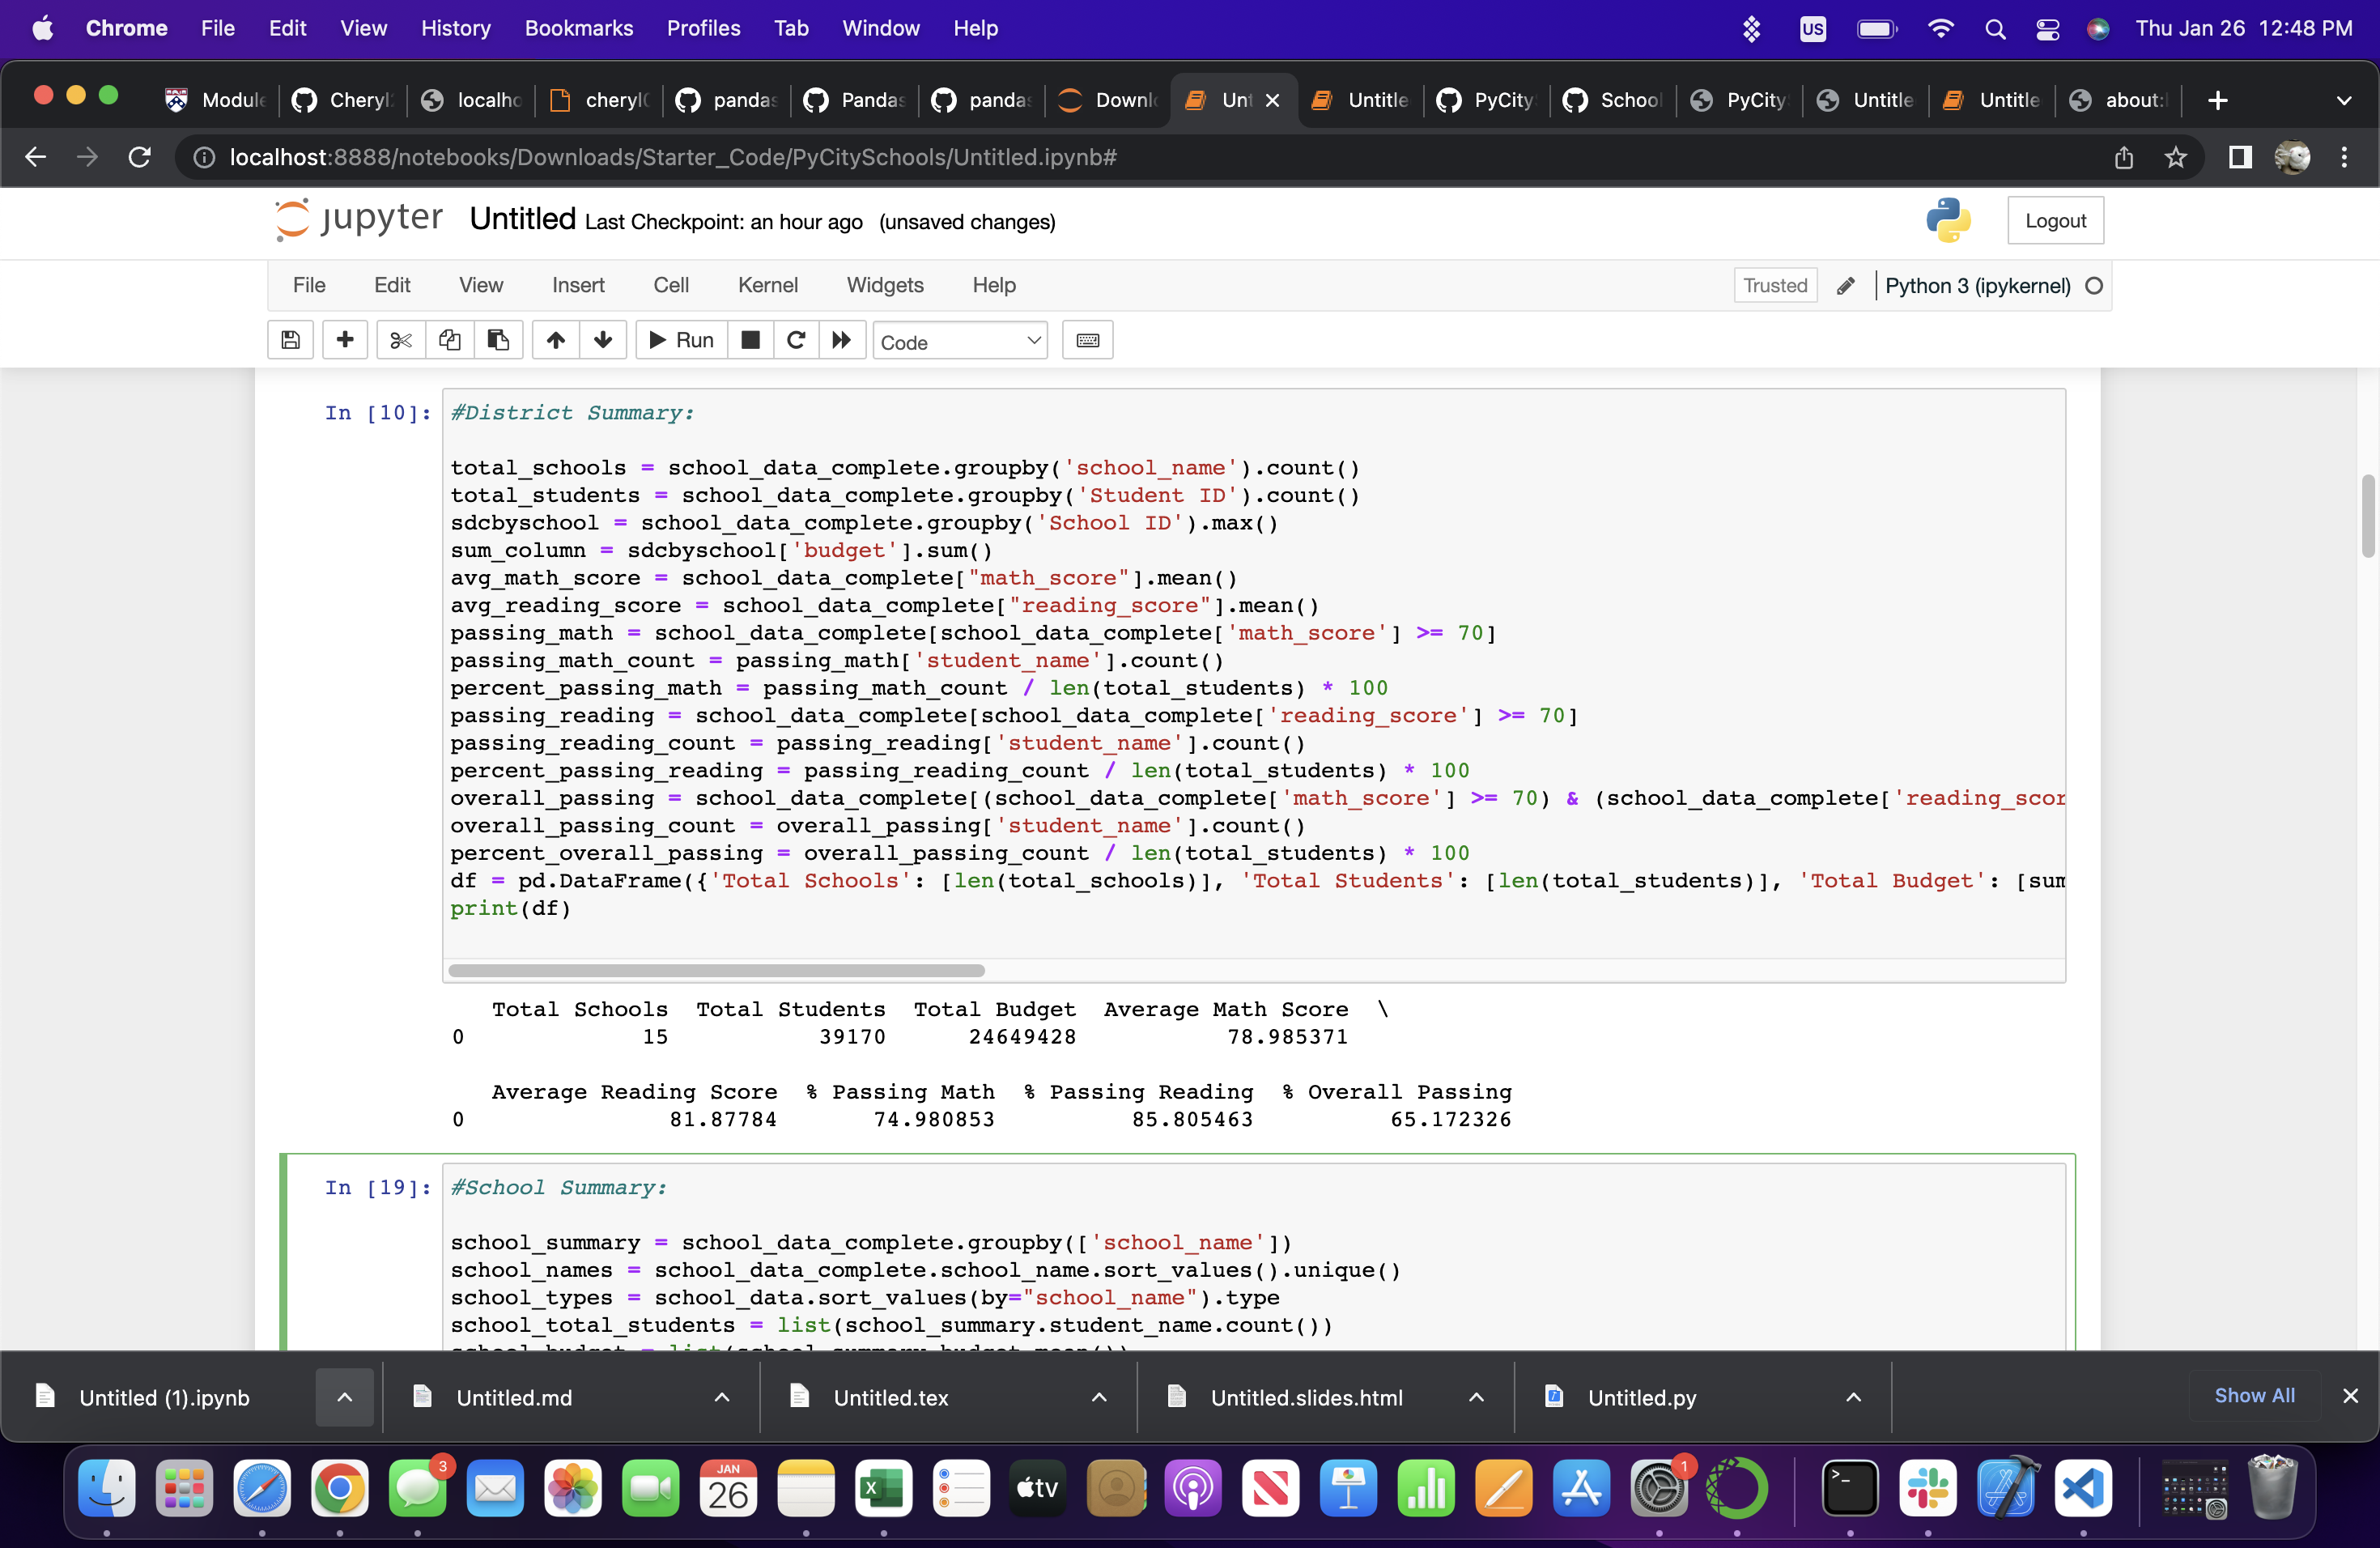 Chrome File Edit View History Bookmarks Profiles Tab Window Help US Thu Jan 26 12:48 PM
Module Cheryl localho cheryl pandas Pandas pandas Downlo Unt Untitle PyCity School PyCity Untitle Untitle about:
localhost:8888/notebooks/Downloads/Starter_Code/PyCitySchools/Untitled.ipynb#
jupyter Untitled Last Checkpoint: an hour ago (unsaved changes) Logout
File Edit View Insert Cell Kernel Widgets Help Trusted Python 3 (ipykernel)
Run Code
In [10]: #District Summary:
total_schools = school_data_complete.groupby('school_name').count()
total_students = school_data_complete.groupby('Student ID').count()
sdcbyschool = school_data_complete.groupby('School ID').max()
sum_column = sdcbyschool['budget'].sum()
avg_math_score = school_data_complete["math_score"].mean()
avg_reading_score = school_data_complete["reading_score"].mean()
passing_math = school_data_complete[school_data_complete['math_score'] >= 70]
passing_math_count = passing_math['student_name'].count()
percent_passing_math = passing_math_count / len(total_students) * 100
passing_reading = school_data_complete[school_data_complete['reading_score'] >= 70]
passing_reading_count = passing_reading['student_name'].count()
percent_passing_reading = passing_reading_count / len(total_students) * 100
overall_passing = school_data_complete[(school_data_complete['math_score'] >= 70) & (school_data_complete['reading_scor
overall_passing_count = overall_passing['student_name'].count()
percent_overall_passing = overall_passing_count / len(total_students) * 100
df = pd.DataFrame({'Total Schools': [len(total_schools)], 'Total Students': [len(total_students)], 'Total Budget': [sum
print(df)
Total Schools Total Students Total Budget Average Math Score \
0 15 39170 24649428 78.985371
Average Reading Score % Passing Math % Passing Reading % Overall Passing
0 81.87784 74.980853 85.805463 65.172326
In [19]: #School Summary:
school_summary = school_data_complete.groupby(['school_name'])
school_names = school_data_complete.school_name.sort_values().unique()
school_types = school_data.sort_values(by="school_name").type
school_total_students = list(school_summary.student_name.count())
school_budget = list(school_summary.budget.mean())
Untitled (1).ipynb Untitled.md Untitled.tex Untitled.slides.html Untitled.py Show All
3 JAN 26 tv 1